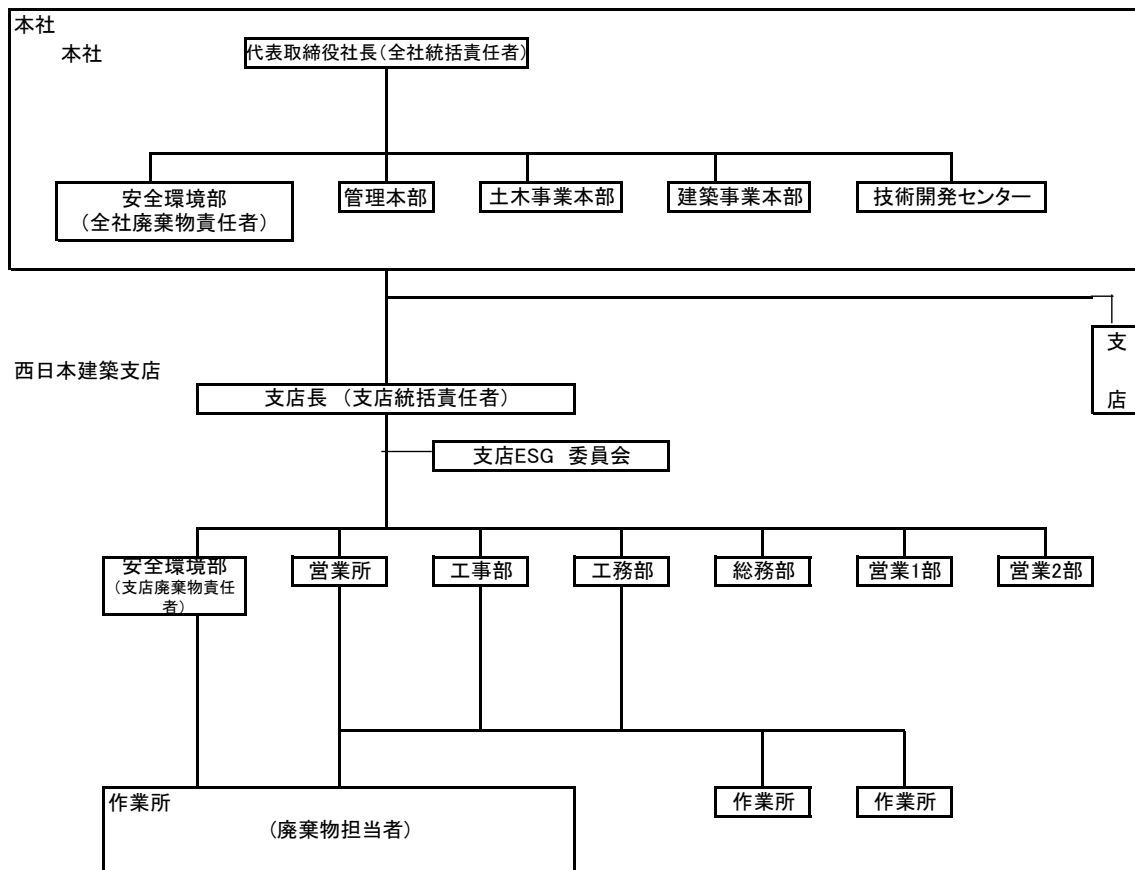 本社
本社
代表取締役社長(全社統括責任者)
安全環境部
(全社廃棄物責任者)
管理本部
土木事業本部
建築事業本部
技術開発センター
支
店
西日本建築支店
支店長 (支店統括責任者)
支店ESG 委員会
安全環境部
(支店廃棄物責任
者)
営業所
工事部
工務部
総務部
営業1部
営業2部
作業所
(廃棄物担当者)
作業所
作業所